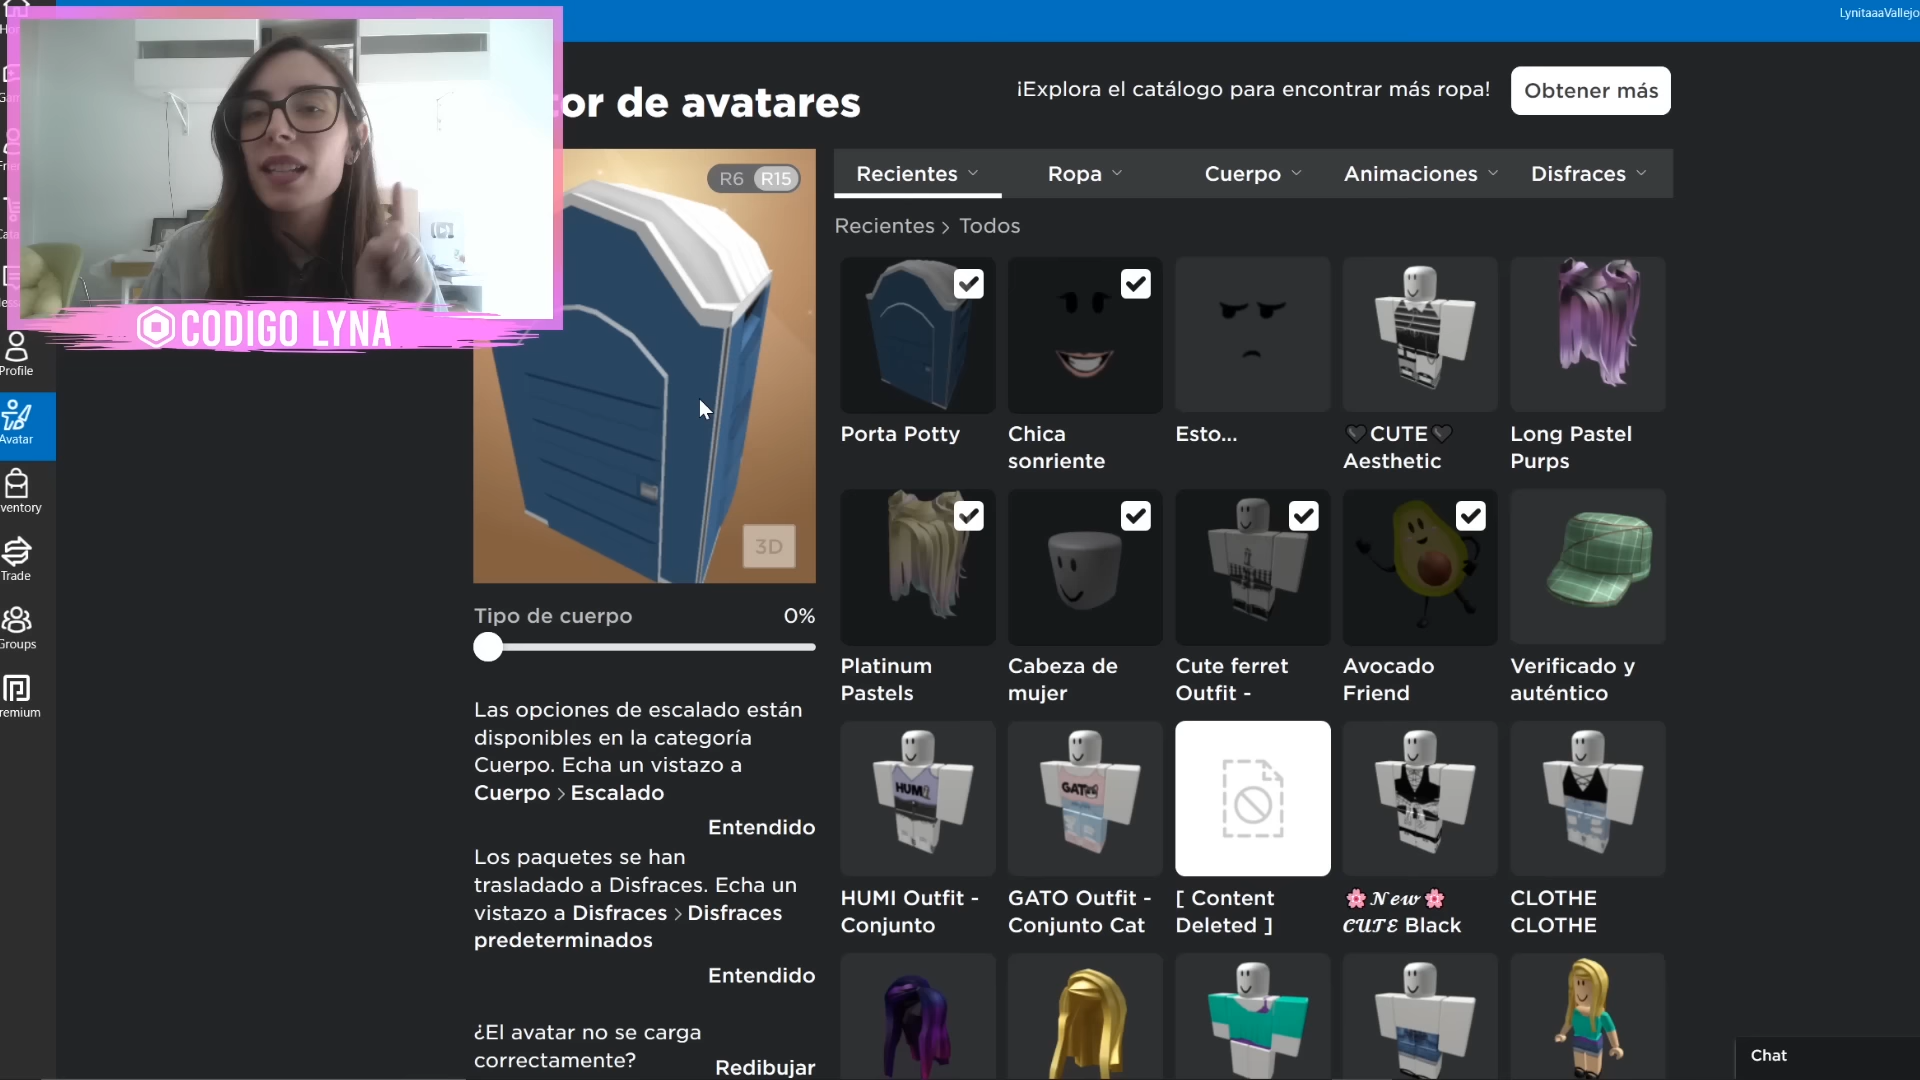 LynitaaaVallejo
or de avatares
¡Explora el catálogo para encontrar más ropa!
Obtener más
CODIGO LYNA
R6 R15
3D
Recientes
Ropa
Cuerpo
Animaciones
Disfraces
Recientes > Todos
Porta Potty
Chica
sonriente
Esto...
🖤CUTE🖤
Aesthetic
Long Pastel
Purps
Platinum
Pastels
Cabeza de
mujer
Cute ferret
Outfit -
Avocado
Friend
Verificado y
auténtico
HUMI
GATO
HUMI Outfit -
Conjunto
GATO Outfit -
Conjunto Cat
[ Content
Deleted ]
🌸𝓝𝓮𝔀🌸
𝓒𝓤𝓣𝓔 Black
CLOTHE
CLOTHE
Profile
Avatar
ventory
Trade
Groups
remium
Tipo de cuerpo
0%
Las opciones de escalado están
disponibles en la categoría
Cuerpo. Echa un vistazo a
Cuerpo > Escalado
Entendido
Los paquetes se han
trasladado a Disfraces. Echa un
vistazo a Disfraces > Disfraces
predeterminados
Entendido
¿El avatar no se carga
correctamente?
Redibujar
Chat